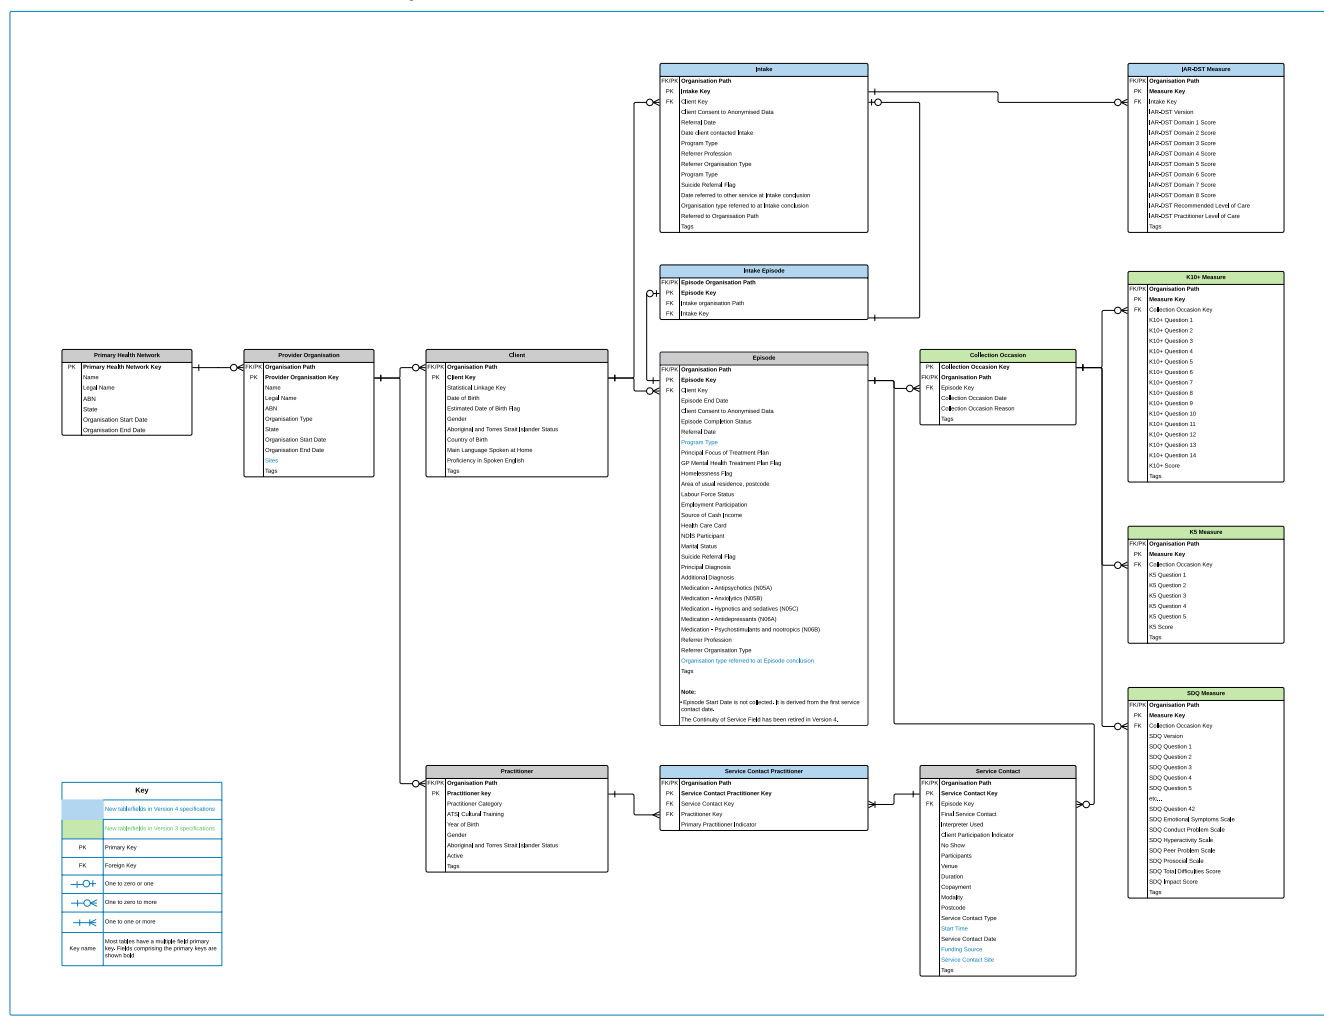 Primary Health Network
PK Primary Health Network Key
Name
Legal Name
ABN
State
Organisation Start Date
Organisation End Date
Provider Organisation
FK/PK Organisation Path
PK Provider Organisation Key
Name
Legal Name
ABN
Organisation Type
State
Organisation Start Date
Organisation End Date
Sites
Tags
Client
FK/PK Organisation Path
PK Client Key
Statistical Linkage Key
Date of Birth
Estimated Date of Birth Flag
Gender
Aboriginal and Torres Strait Islander Status
Country of Birth
Main Language Spoken at Home
Proficiency in Spoken English
Tags
Intake
FK/PK Organisation Path
PK Intake Key
FK Client Key
Client Consent to Anonymised Data
Referral Date
Date client contacted Intake
Program Type
Referrer Profession
Referrer Organisation Type
Program Type
Suicide Referral Flag
Date referred to other service at Intake conclusion
Organisation type referred to at Intake conclusion
Referred to Organisation Path
Tags
Intake Episode
FK/PK Episode Organisation Path
PK Episode Key
FK Intake organisation Path
FK Intake Key
Episode
FK/PK Organisation Path
PK Episode Key
FK Client Key
Episode End Date
Client Consent to Anonymised Data
Episode Completion Status
Referral Date
Program Type
Principal Focus of Treatment Plan
GP Mental Health Treatment Plan Flag
Homelessness Flag
Area of usual residence, postcode
Labour Force Status
Employment Participation
Source of Cash Income
Health Care Card
NDIS Participant
Marital Status
Suicide Referral Flag
Principal Diagnosis
Additional Diagnosis
Medication - Antipsychotics (N05A)
Medication - Anxiolytics (N05B)
Medication - Hypnotics and sedatives (N05C)
Medication - Antidepressants (N06A)
Medication - Psychostimulants and nootropics (N06B)
Referrer Profession
Referrer Organisation Type
Organisation type referred to at Episode conclusion
Tags
Note:
- Episode Start Date is not collected. It is derived from the first service
contact date.
The Continuity of Service Field has been retired in Version 4.
Collection Occasion
PK Collection Occasion Key
FK/PK Organisation Path
FK Episode Key
Collection Occasion Date
Collection Occasion Reason
Tags
IAR-DST Measure
FK/PK Organisation Path
PK Measure Key
FK Intake Key
IAR-DST Version
IAR-DST Domain 1 Score
IAR-DST Domain 2 Score
IAR-DST Domain 3 Score
IAR-DST Domain 4 Score
IAR-DST Domain 5 Score
IAR-DST Domain 6 Score
IAR-DST Domain 7 Score
IAR-DST Domain 8 Score
IAR-DST Recommended Level of Care
IAR-DST Practitioner Level of Care
Tags
K10+ Measure
FK/PK Organisation Path
PK Measure Key
FK Collection Occasion Key
K10+ Question 1
K10+ Question 2
K10+ Question 3
K10+ Question 4
K10+ Question 5
K10+ Question 6
K10+ Question 7
K10+ Question 8
K10+ Question 9
K10+ Question 10
K10+ Question 11
K10+ Question 12
K10+ Question 13
K10+ Question 14
K10+ Score
Tags
K5 Measure
FK/PK Organisation Path
PK Measure Key
FK Collection Occasion Key
K5 Question 1
K5 Question 2
K5 Question 3
K5 Question 4
K5 Question 5
K5 Score
Tags
SDQ Measure
FK/PK Organisation Path
PK Measure Key
FK Collection Occasion Key
SDQ Version
SDQ Question 1
SDQ Question 2
SDQ Question 3
SDQ Question 4
SDQ Question 5
etc...
SDQ Question 42
SDQ Emotional Symptoms Scale
SDQ Conduct Problem Scale
SDQ Hyperactivity Scale
SDQ Peer Problem Scale
SDQ Prosocial Scale
SDQ Total Difficulties Score
SDQ Impact Score
Tags
Practitioner
FK/PK Organisation Path
PK Practitioner key
Practitioner Category
ATSI Cultural Training
Year of Birth
Gender
Aboriginal and Torres Strait Islander Status
Active
Tags
Service Contact Practitioner
FK/PK Organisation Path
PK Service Contact Practitioner Key
FK Service Contact Key
FK Practitioner Key
Primary Practitioner Indicator
Service Contact
FK/PK Organisation Path
PK Service Contact Key
FK Episode Key
Final Service Contact
Interpreter Used
Client Participation Indicator
No Show
Participants
Venue
Duration
Copayment
Modality
Postcode
Service Contact Type
Start Time
Service Contact Date
Funding Source
Service Contact Site
Tags
Key
New table/fields in Version 4 specifications
New table/fields in Version 3 specifications
PK Primary Key
FK Foreign Key
One to zero or one
One to zero to more
One to one or more
Key name Most tables have a multiple field primary
key. Fields comprising the primary keys are
shown bold